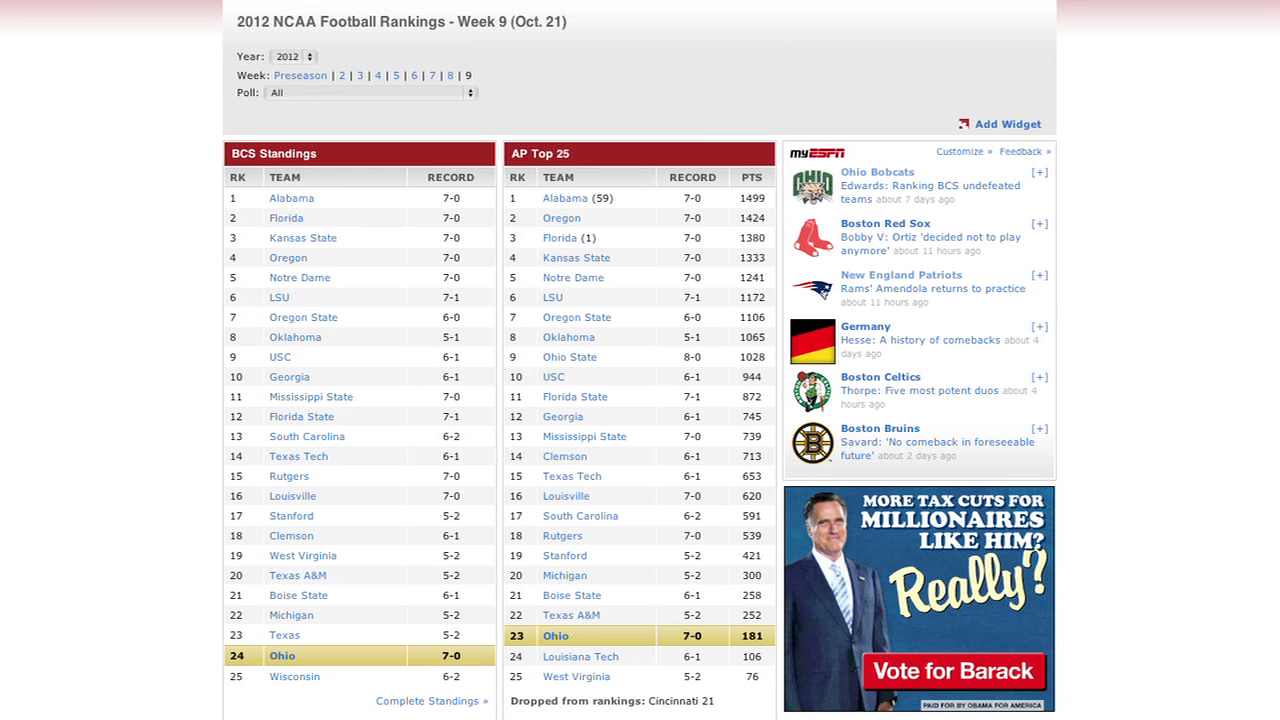 2012 NCAA Football Rankings - Week 9 (Oct. 21)
Year: 2012
Week: Preseason | 2 | 3 | 4 | 5 | 6 | 7 | 8 | 9
Poll: All
Add Widget
BCS Standings
RK TEAM RECORD
1 Alabama 7-0
2 Florida 7-0
3 Kansas State 7-0
4 Oregon 7-0
5 Notre Dame 7-0
6 LSU 7-1
7 Oregon State 6-0
8 Oklahoma 5-1
9 USC 6-1
10 Georgia 6-1
11 Mississippi State 7-0
12 Florida State 7-1
13 South Carolina 6-2
14 Texas Tech 6-1
15 Rutgers 7-0
16 Louisville 7-0
17 Stanford 5-2
18 Clemson 6-1
19 West Virginia 5-2
20 Texas A&M 5-2
21 Boise State 6-1
22 Michigan 5-2
23 Texas 5-2
24 Ohio 7-0
25 Wisconsin 6-2
Complete Standings »
AP Top 25
RK TEAM RECORD PTS
1 Alabama (59) 7-0 1499
2 Oregon 7-0 1424
3 Florida (1) 7-0 1380
4 Kansas State 7-0 1333
5 Notre Dame 7-0 1241
6 LSU 7-1 1172
7 Oregon State 6-0 1106
8 Oklahoma 5-1 1065
9 Ohio State 8-0 1028
10 USC 6-1 944
11 Florida State 7-1 872
12 Georgia 6-1 745
13 Mississippi State 7-0 739
14 Clemson 6-1 713
15 Texas Tech 6-1 653
16 Louisville 7-0 620
17 South Carolina 6-2 591
18 Rutgers 7-0 539
19 Stanford 5-2 421
20 Michigan 5-2 300
21 Boise State 6-1 258
22 Texas A&M 5-2 252
23 Ohio 7-0 181
24 Louisiana Tech 6-1 106
25 West Virginia 5-2 76
Dropped from rankings: Cincinnati 21
myESPN Customize » Feedback »
OHIO
Ohio Bobcats [+]
Edwards: Ranking BCS undefeated
teams about 7 days ago
Boston Red Sox [+]
Bobby V: Ortiz 'decided not to play
anymore' about 11 hours ago
New England Patriots [+]
Rams' Amendola returns to practice
about 11 hours ago
Germany [+]
Hesse: A history of comebacks about 4
days ago
Boston Celtics [+]
Thorpe: Five most potent duos about 4
hours ago
B
Boston Bruins [+]
Savard: 'No comeback in foreseeable
future' about 2 days ago
MORE TAX CUTS FOR
MILLIONAIRES
LIKE HIM?
Really?
Vote for Barack
PAID FOR BY OBAMA FOR AMERICA